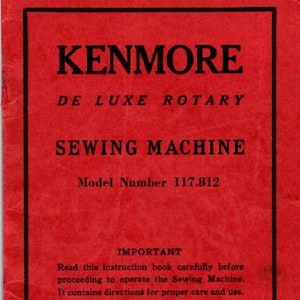 KENMORE
DE LUXE ROTARY
SEWING MACHINE
Model Number 117.812
IMPORTANT
Read this instruction book carefully before
proceeding to operate the Sewing Machine.
It contains directions for proper care and use.